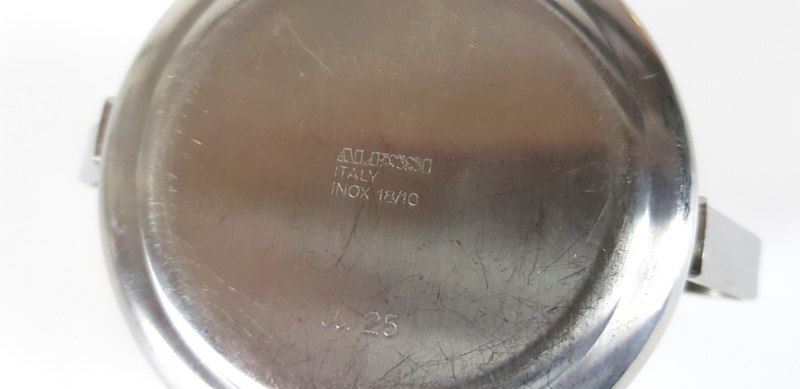 ALESSI
ITALY
INOX 18/10
25